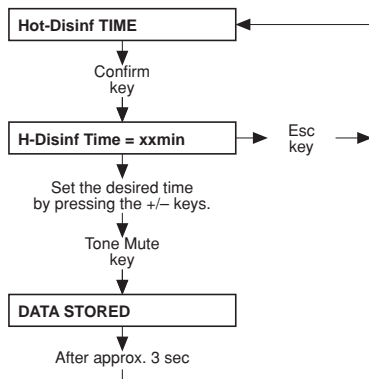 Hot-Disinf TIME
Confirm
key
H-Disinf Time = xxmin
Esc
key
Set the desired time
by pressing the +/– keys.
Tone Mute
key
DATA STORED
After approx. 3 sec